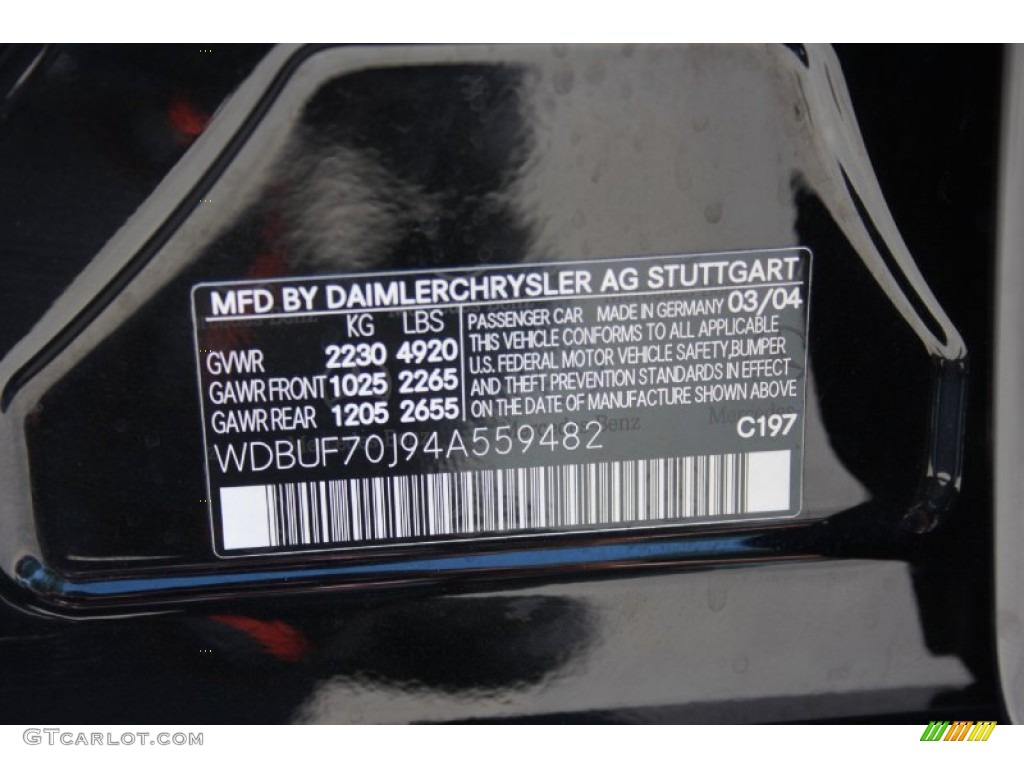 MFD BY DAIMLERCHRYSLER AG STUTTGART
KG LBS
GVWR 2230 4920
GAWR FRONT 1025 2265
GAWR REAR 1205 2655
PASSENGER CAR MADE IN GERMANY 03/04
THIS VEHICLE CONFORMS TO ALL APPLICABLE
U.S. FEDERAL MOTOR VEHICLE SAFETY,BUMPER
AND THEFT PREVENTION STANDARDS IN EFFECT
ON THE DATE OF MANUFACTURE SHOWN ABOVE
WDBUF70J94A559482
C197
GTCarLot.com